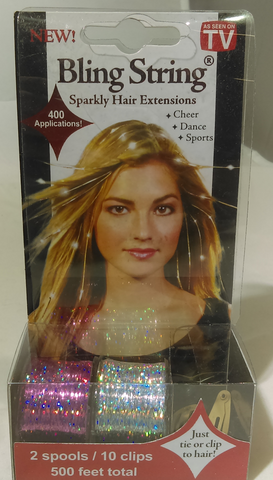 NEW!
AS SEEN ON
TV
Bling String®
Sparkly Hair Extensions
400
Applications!
Cheer
Dance
Sports
Just
tie or clip
to hair!
2 spools / 10 clips
500 feet total